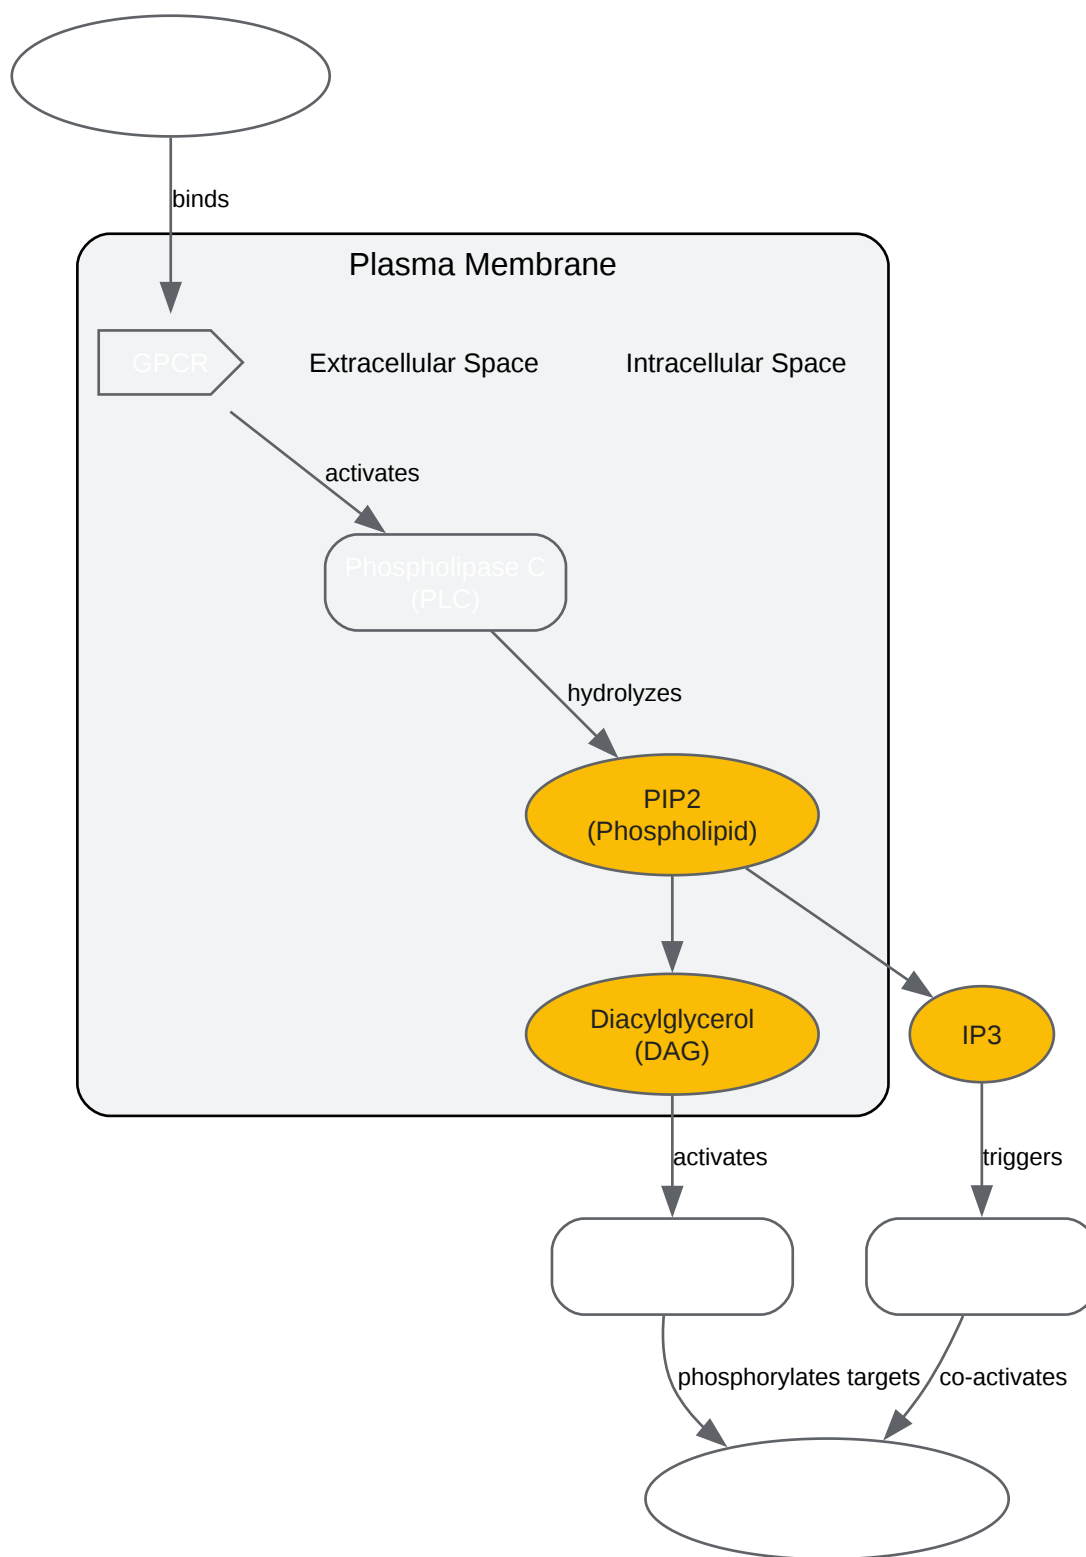 binds
Plasma Membrane
GPCR
Extracellular Space
Intracellular Space
activates
Phospholipase C
(PLC)
hydrolyzes
PIP2
(Phospholipid)
Diacylglycerol
(DAG)
IP3
activates
triggers
phosphorylates targets
co-activates